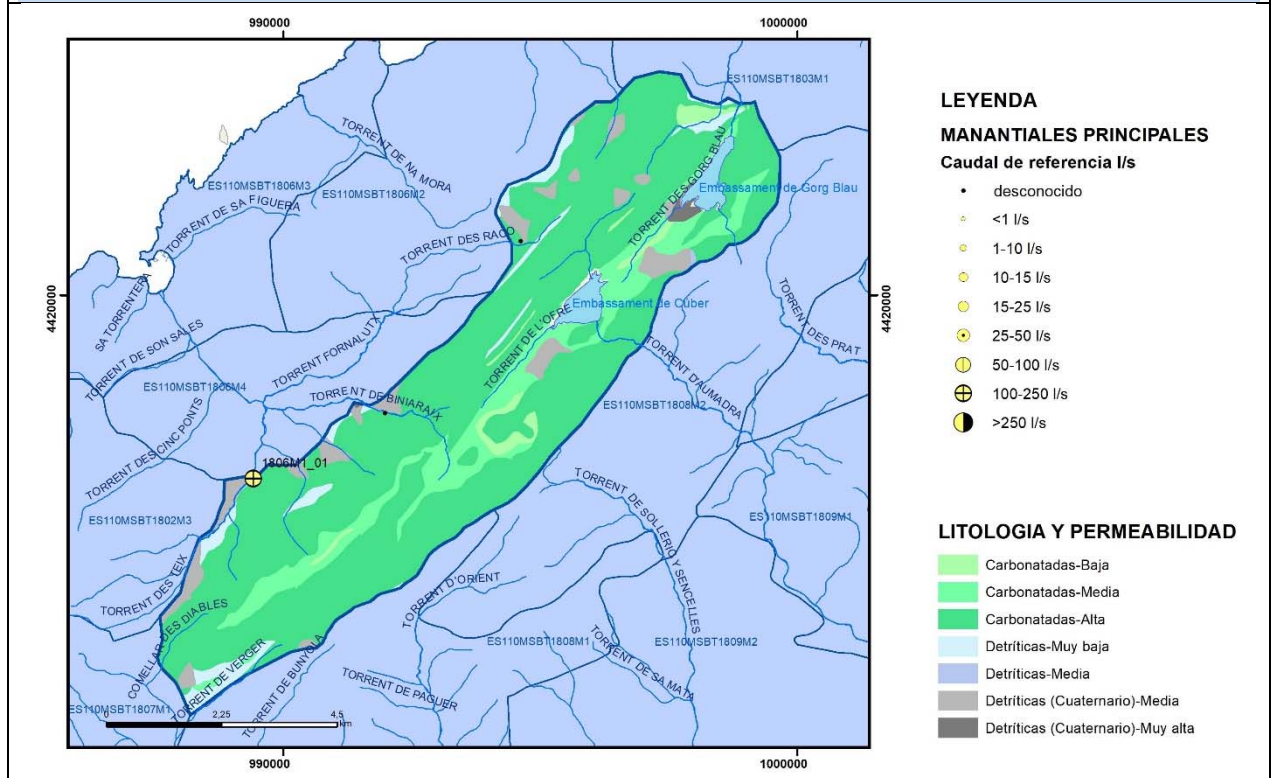 990000
1000000
ES110MSBT1803M1
TORRENT DE NA MORA
ES110MSBT1806M3
ES110MSBT1806M2
TORRENT DE SA FIGUERA
TORRENT DES GORG BLAU
Embassament de Gorg Blau
TORRENT DES RACO
4420000
4420000
SA TORRENTERA
Embassament de Cúber
TORRENT DE L'OFRE
TORRENT DES PRAT
TORRENT DE SON SALES
TORRENT FORNALUTX
ES110MSBT1806M4
TORRENT DE BINIARAIX
TORRENT D'AUMADRA
ES110MSBT1808M2
TORRENT DES CINC PONTS
1806M1_01
TORRENT DE SOLLERIO Y SENCELLES
ES110MSBT1802M3
ES110MSBT1809M1
TORRENT DES TEIX
TORRENT D'ORIENT
COMELLAR DES DIABLES
ES110MSBT1808M1
ES110MSBT1809M2
TORRENT DE VERGER
TORRENT DE BUNYOLA
TORRENT DE SA MATA
TORRENT DE PAGUER
ES110MSBT1807M1
0 2,25 4,5
km
990000
1000000
LEYENDA
MANANTIALES PRINCIPALES
Caudal de referencia l/s
desconocido
<1 l/s
1-10 l/s
10-15 l/s
15-25 l/s
25-50 l/s
50-100 l/s
100-250 l/s
>250 l/s
LITOLOGIA Y PERMEABILIDAD
Carbonatadas-Baja
Carbonatadas-Media
Carbonatadas-Alta
Detríticas-Muy baja
Detríticas-Media
Detríticas (Cuaternario)-Media
Detríticas (Cuaternario)-Muy alta